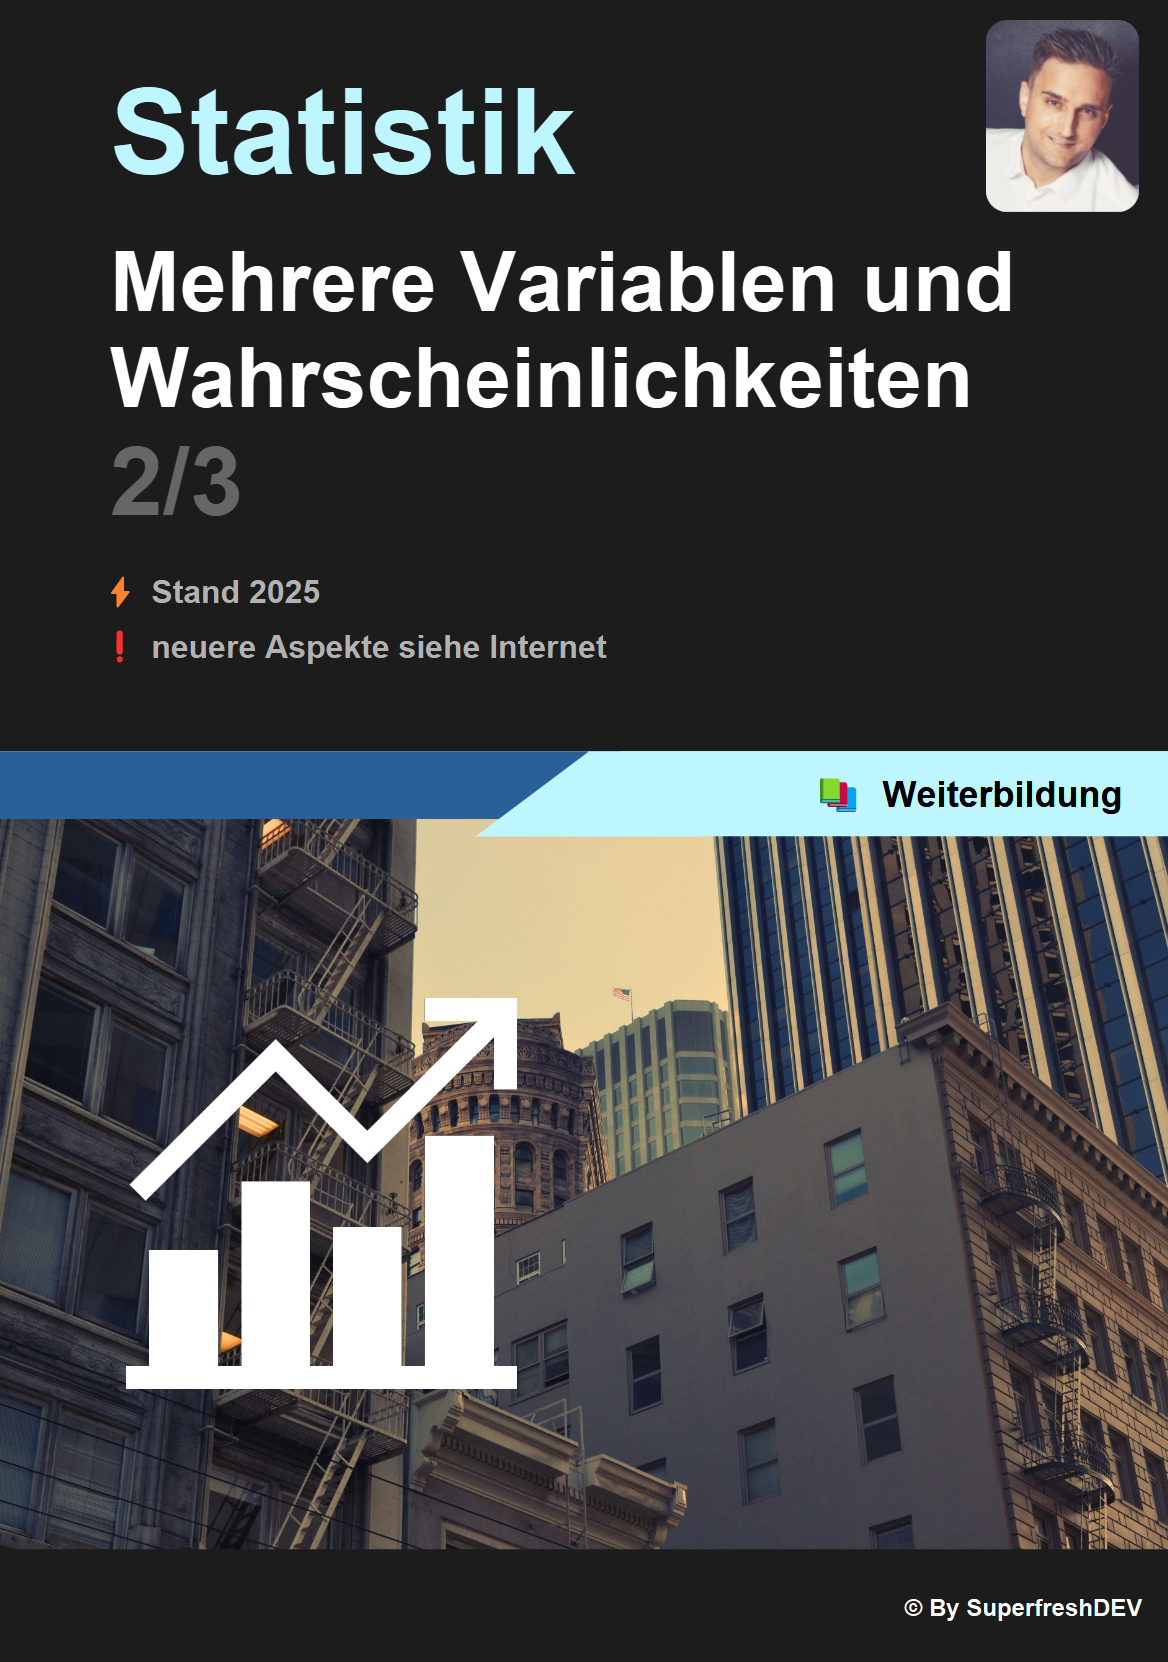 Statistik
Mehrere Variablen und
Wahrscheinlichkeiten
2/3
Stand 2025
neuere Aspekte siehe Internet
Weiterbildung
© By SuperfreshDEV